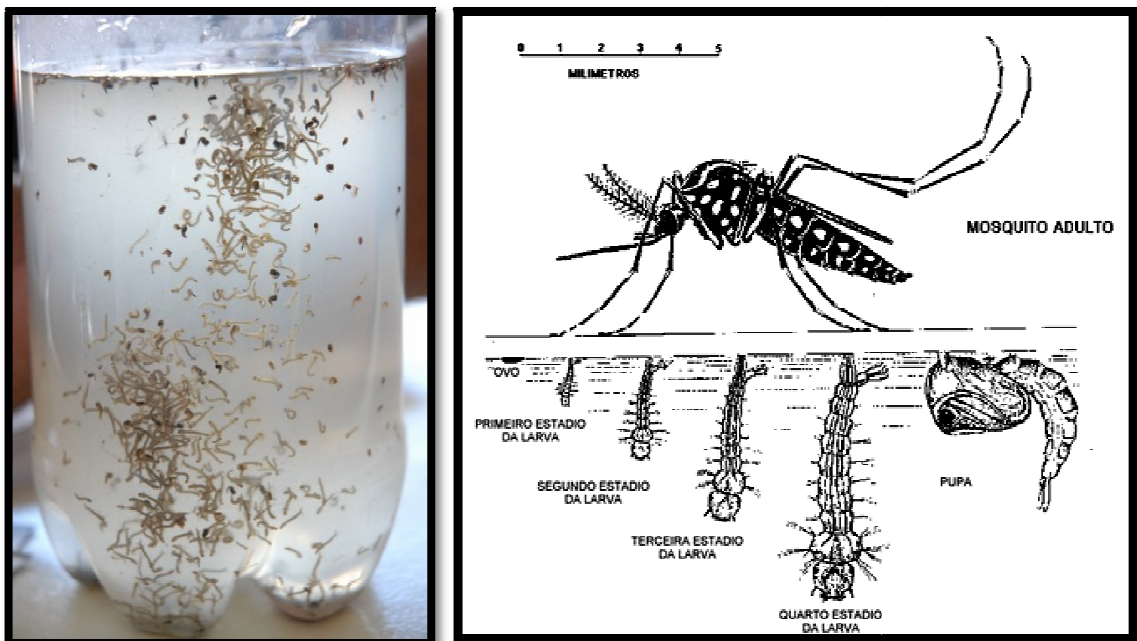 0 1 2 3 4 5
MILIMETROS
MOSQUITO ADULTO
OVO
PRIMEIRO ESTADIO
DA LARVA
SEGUNDO ESTADIO
DA LARVA
TERCEIRA ESTADIO
DA LARVA
QUARTO ESTADIO
DA LARVA
PUPA